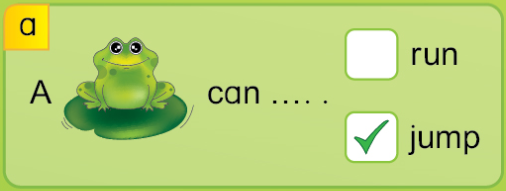 a
A can .... .
run
jump